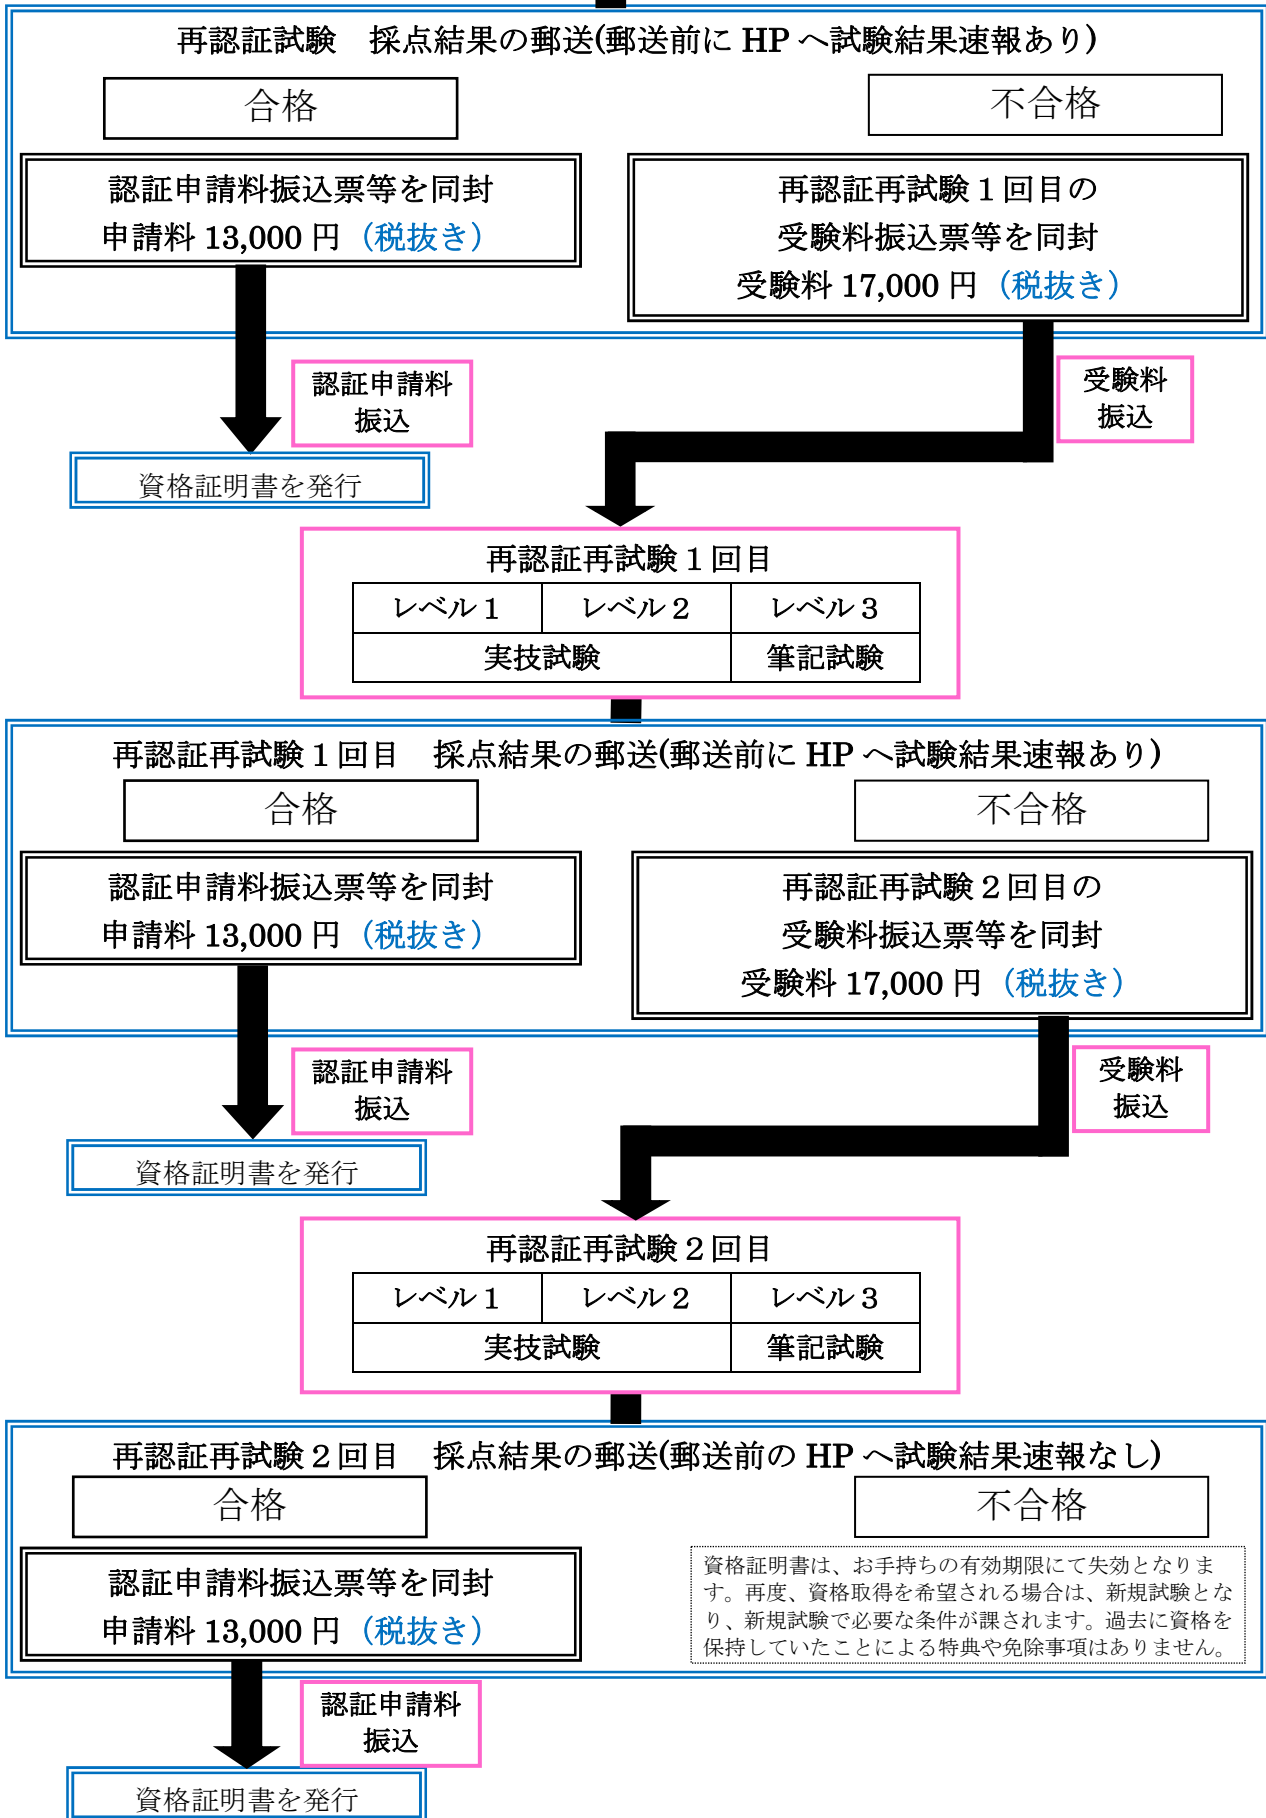 再認証試験　採点結果の郵送(郵送前に HP へ試験結果速報あり)
合格
不合格
認証申請料振込票等を同封
申請料 13,000 円（税抜き）
再認証再試験１回目の
受験料振込票等を同封
受験料 17,000 円（税抜き）
認証申請料
振込
受験料
振込
資格証明書を発行
再認証再試験１回目
レベル１
レベル２
レベル３
実技試験
筆記試験
再認証再試験１回目　採点結果の郵送(郵送前に HP へ試験結果速報あり)
合格
不合格
認証申請料振込票等を同封
申請料 13,000 円（税抜き）
再認証再試験２回目の
受験料振込票等を同封
受験料 17,000 円（税抜き）
認証申請料
振込
受験料
振込
資格証明書を発行
再認証再試験２回目
レベル１
レベル２
レベル３
実技試験
筆記試験
再認証再試験２回目　採点結果の郵送(郵送前の HP へ試験結果速報なし)
合格
不合格
認証申請料振込票等を同封
申請料 13,000 円（税抜き）
資格証明書は、お手持ちの有効期限にて失効となりま
す。再度、資格取得を希望される場合は、新規試験とな
り、新規試験で必要な条件が課されます。過去に資格を
保持していたことによる特典や免除事項はありません。
認証申請料
振込
資格証明書を発行